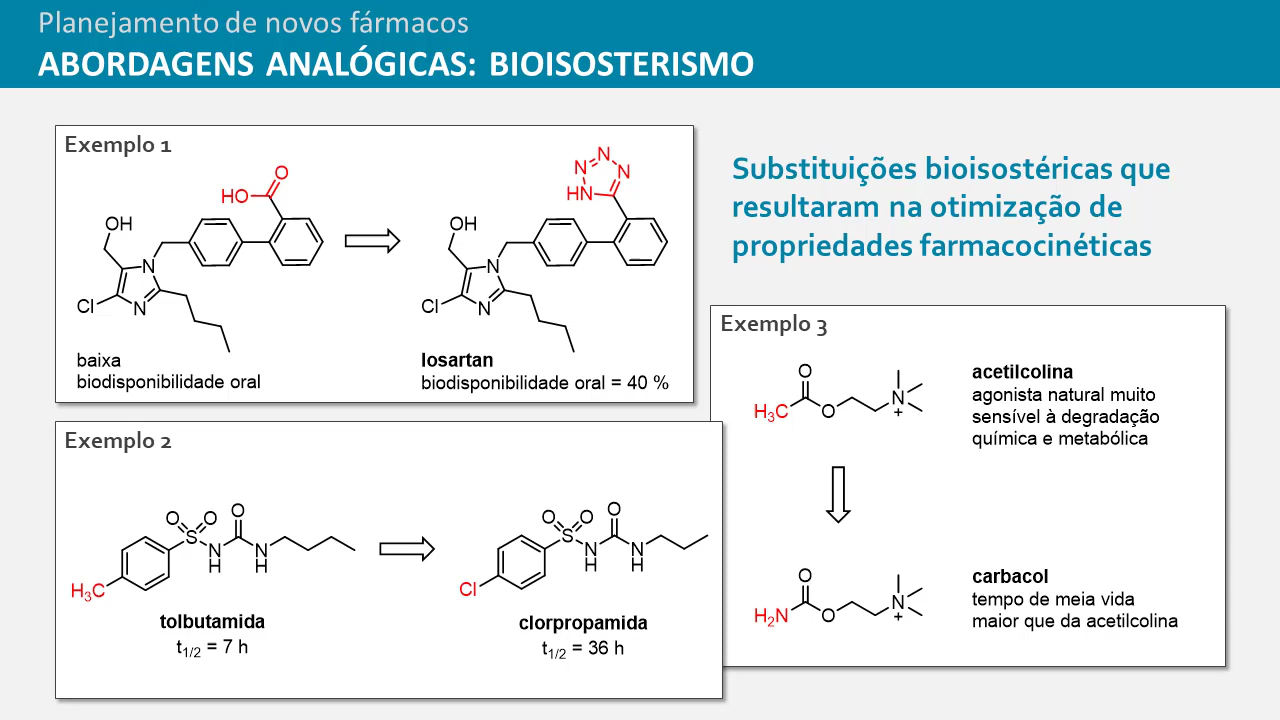 Planejamento de novos fármacos
ABORDAGENS ANALÓGICAS: BIOISOSTERISMO
Exemplo 1
HO
O
OH
N
N
Cl
baixa
biodisponibilidade oral
N
N
N
HN
OH
N
N
Cl
losartan
biodisponibilidade oral = 40 %
Substituições bioisostéricas que
resultaram na otimização de
propriedades farmacocinéticas
Exemplo 2
O O
S
O
N
H
N
H
H3C
tolbutamida
t1/2 = 7 h
O O
S
O
N
H
N
H
Cl
clorpropamida
t1/2 = 36 h
Exemplo 3
O
H3C
O
N
+
acetilcolina
agonista natural muito
sensível à degradação
química e metabólica
O
H2N
O
N
+
carbacol
tempo de meia vida
maior que da acetilcolina